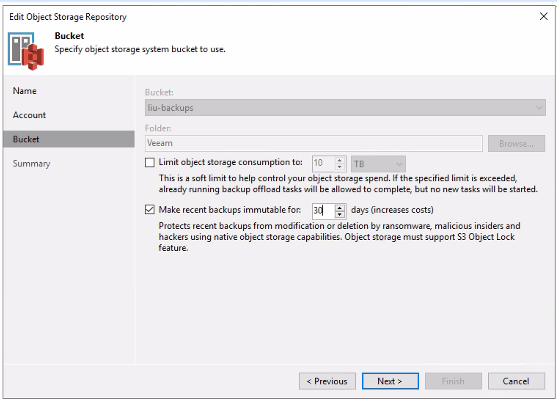 Edit Object Storage Repository
Bucket
Specify object storage system bucket to use.
Name
Account
Bucket
Summary
Bucket:
liu-backups
Folder:
Veeam
Browse...
Limit object storage consumption to: 10 TB
This is a soft limit to help control your object storage spend. If the specified limit is exceeded,
already running backup offload tasks will be allowed to complete, but no new tasks will be started.
Make recent backups immutable for: 30 days (increases costs)
Protects recent backups from modification or deletion by ransomware, malicious insiders and
hackers using native object storage capabilities. Object storage must support S3 Object Lock
feature.
< Previous
Next >
Finish
Cancel